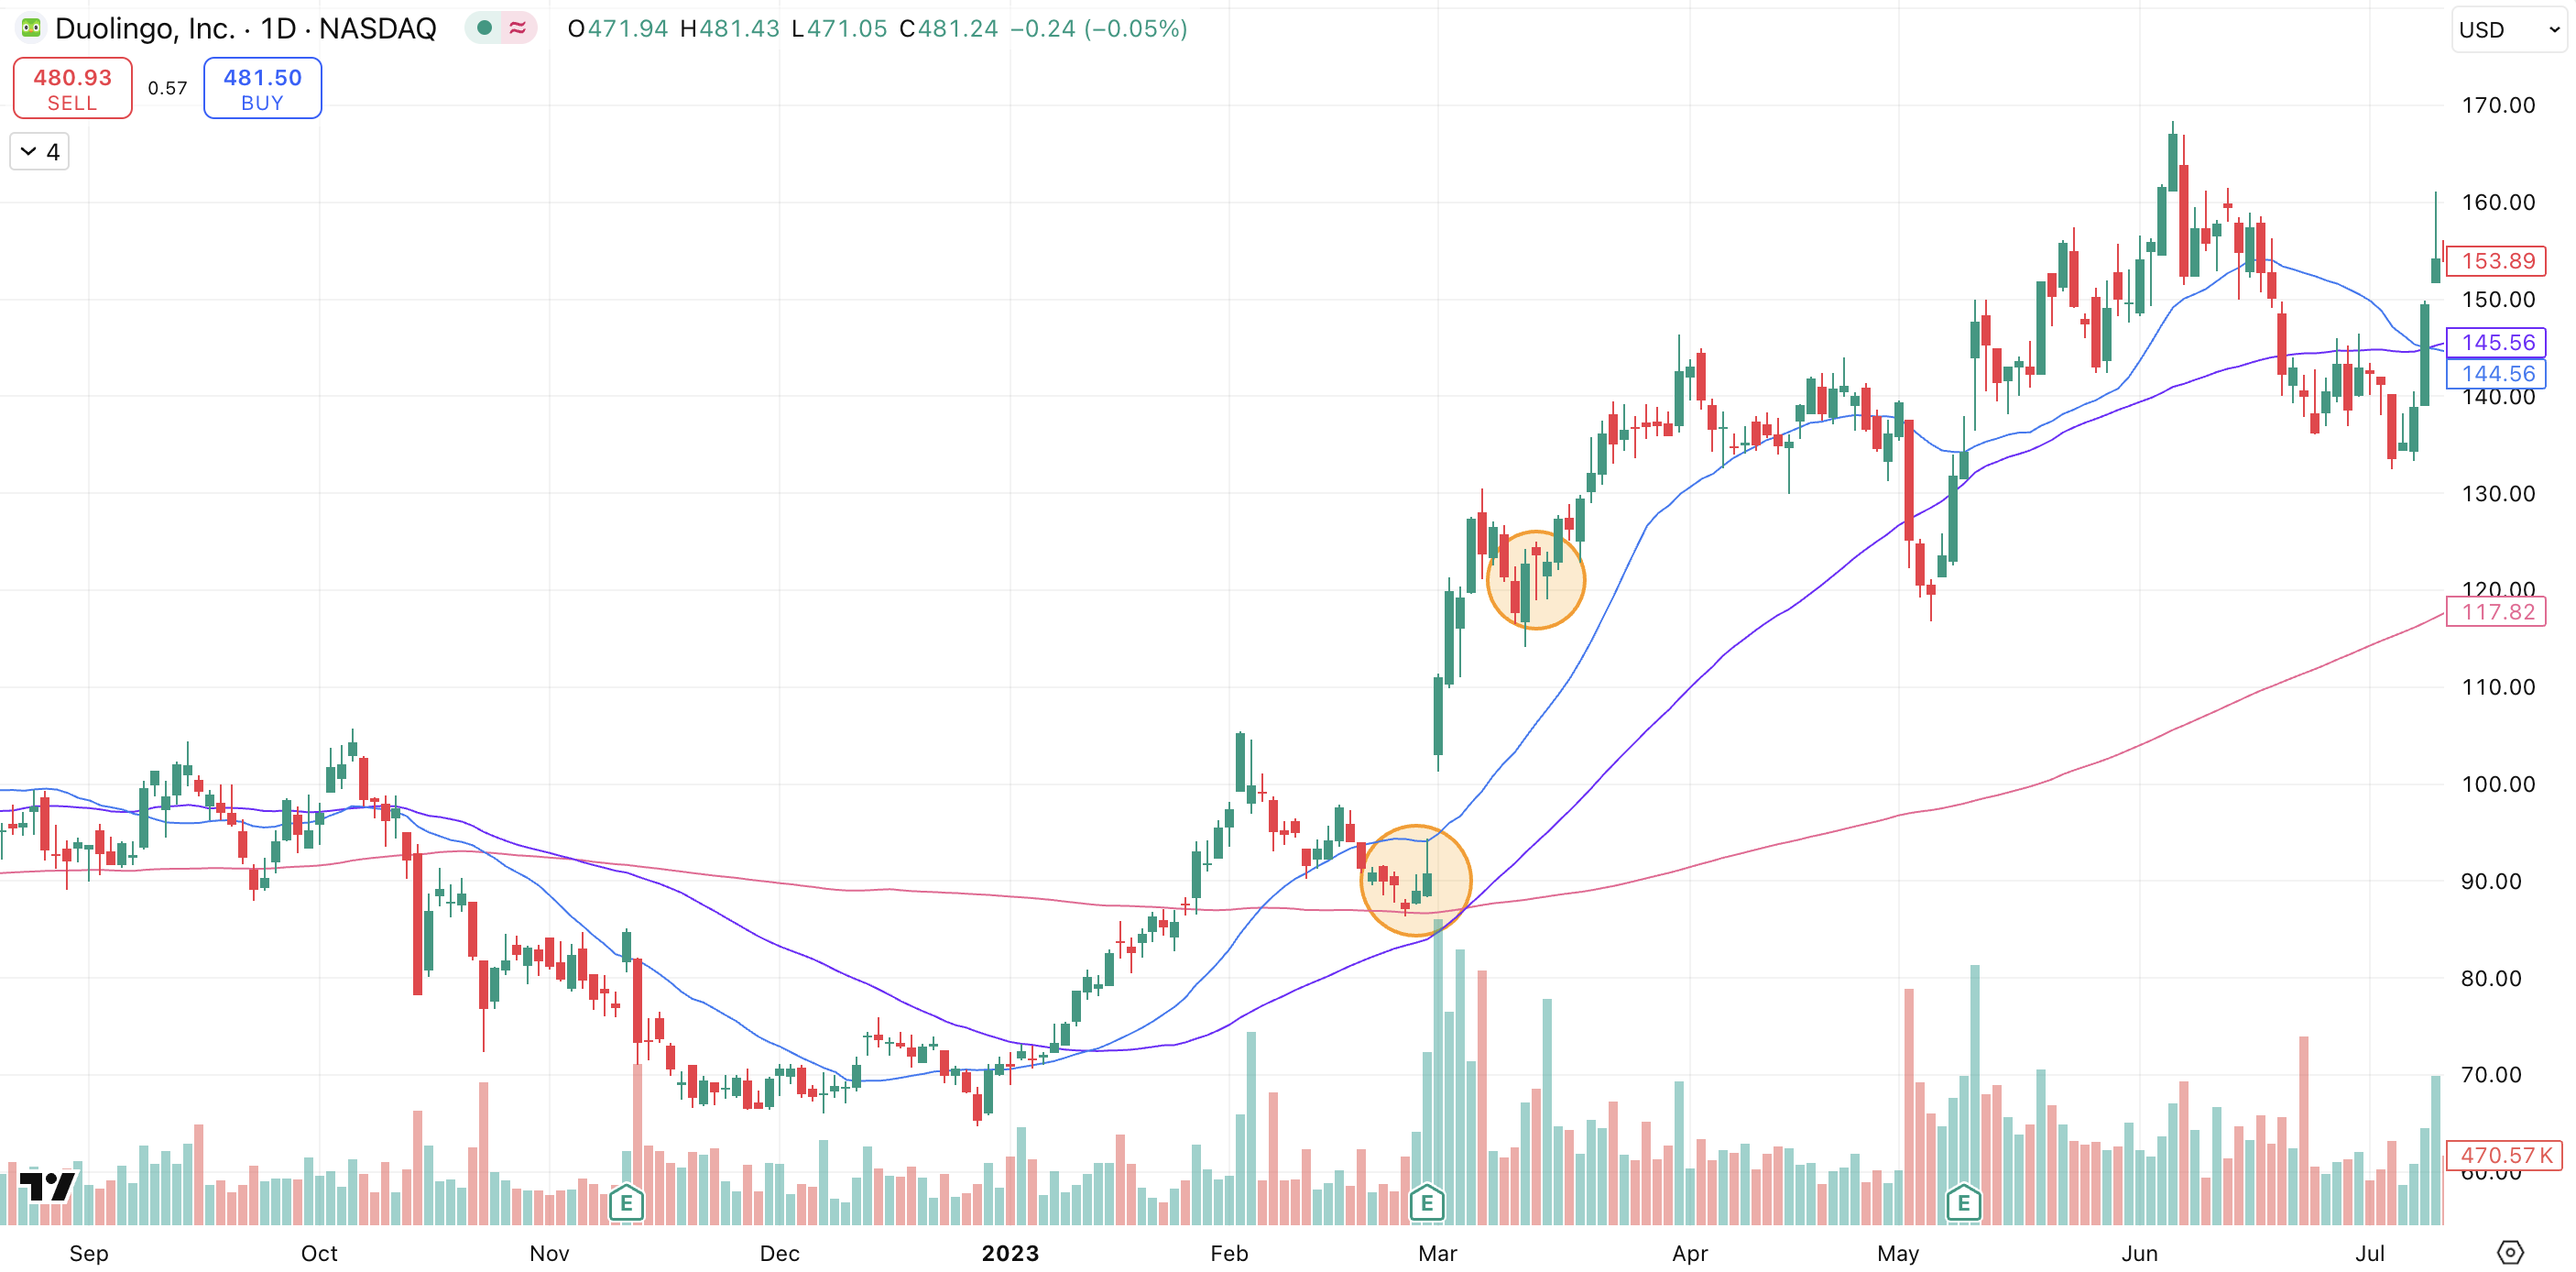 Duolingo, Inc. · 1D · NASDAQ ≈ O471.94 H481.43 L471.05 C481.24 −0.24 (−0.05%)
USD
480.93
SELL
0.57
481.50
BUY
4
170.00
160.00
153.89
150.00
145.56
144.56
140.00
130.00
120.00
117.82
110.00
100.00
90.00
80.00
70.00
470.57 K
60.00
E E E
Sep Oct Nov Dec 2023 Feb Mar Apr May Jun Jul